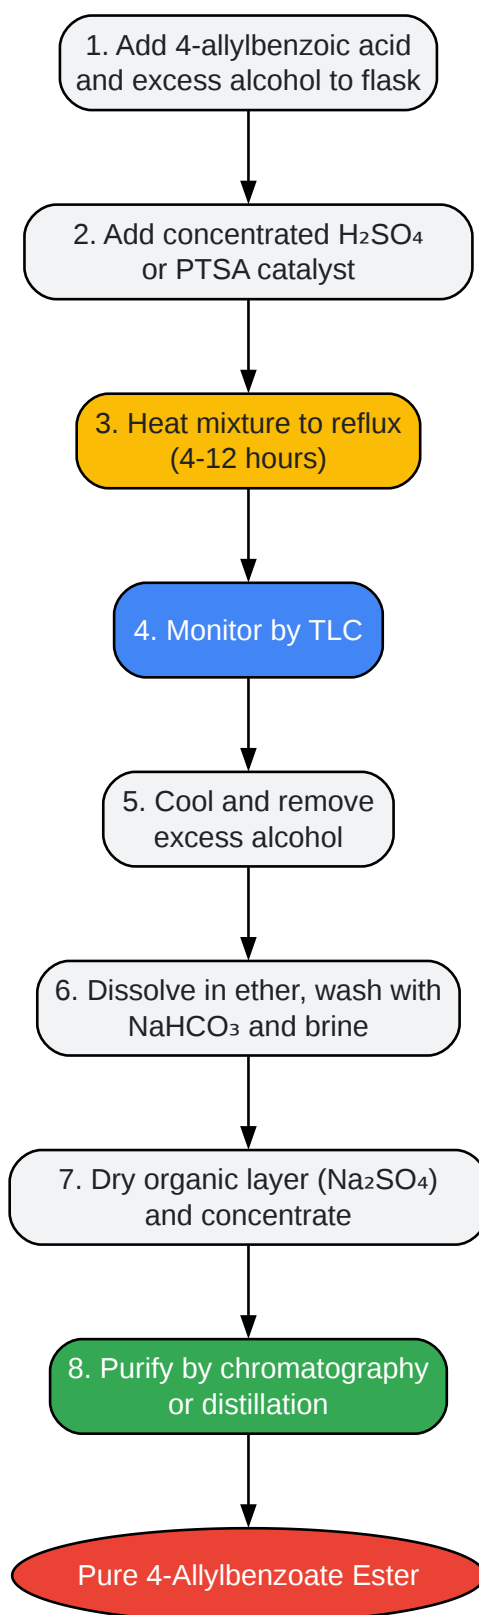 1. Add 4-allylbenzoic acid
and excess alcohol to flask
2. Add concentrated H₂SO₄
or PTSA catalyst
3. Heat mixture to reflux
(4-12 hours)
4. Monitor by TLC
5. Cool and remove
excess alcohol
6. Dissolve in ether, wash with
NaHCO₃ and brine
7. Dry organic layer (Na₂SO₄)
and concentrate
8. Purify by chromatography
or distillation
Pure 4-Allylbenzoate Ester